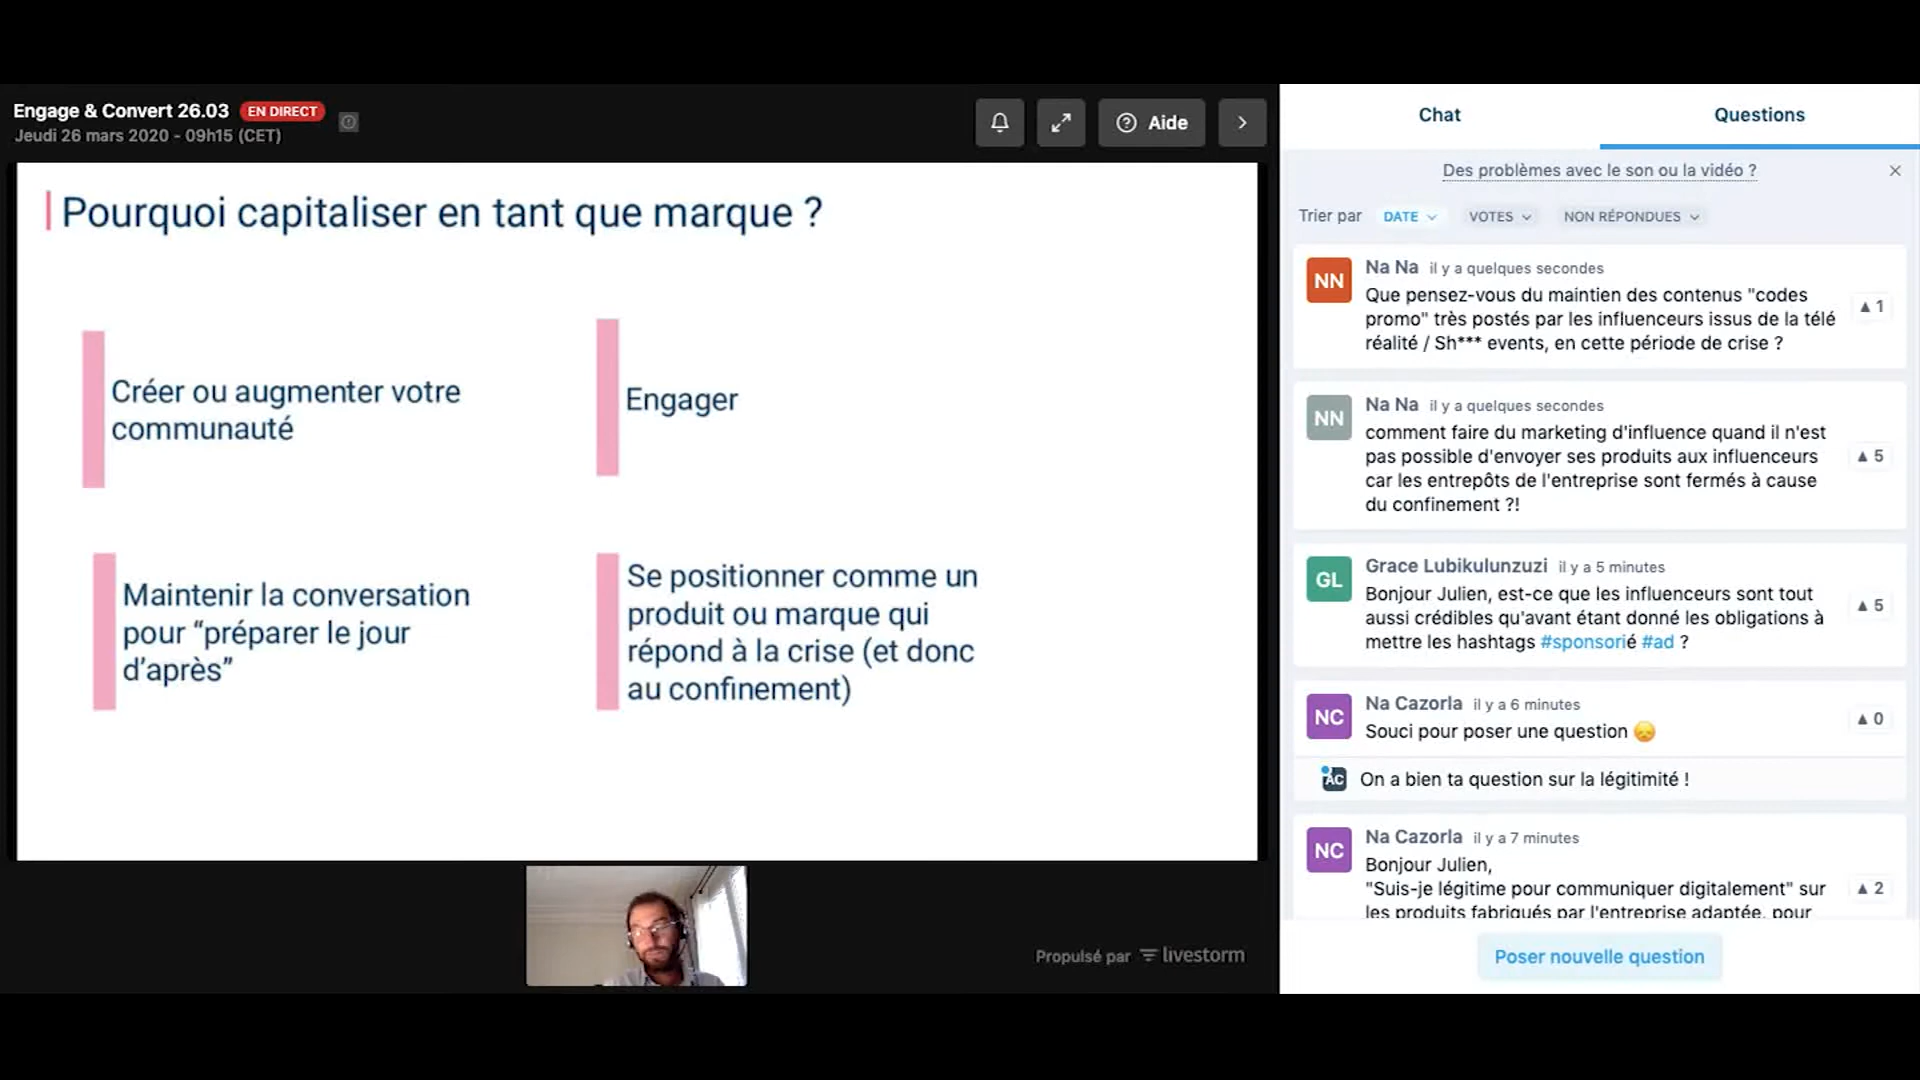 Engage & Convert 26.03 EN DIRECT
Jeudi 26 mars 2020 - 09h15 (CET)
Aide
Pourquoi capitaliser en tant que marque ?
Créer ou augmenter votre
communauté
Engager
Maintenir la conversation
pour “préparer le jour
d’après”
Se positionner comme un
produit ou marque qui
répond à la crise (et donc
au confinement)
Propulsé par livestorm
Chat
Questions
Des problèmes avec le son ou la vidéo ?
Trier par DATE VOTES NON RÉPONDUES
NN
Na Na il y a quelques secondes
Que pensez-vous du maintien des contenus "codes
promo" très postés par les influenceurs issus de la télé
réalité / Sh*** events, en cette période de crise ?
▲ 1
NN
Na Na il y a quelques secondes
comment faire du marketing d'influence quand il n'est
pas possible d'envoyer ses produits aux influenceurs
car les entrepôts de l'entreprise sont fermés à cause
du confinement ?!
▲ 5
GL
Grace Lubikulunzuzi il y a 5 minutes
Bonjour Julien, est-ce que les influenceurs sont tout
aussi crédibles qu'avant étant donné les obligations à
mettre les hashtags #sponsorié #ad ?
▲ 5
NC
Na Cazorla il y a 6 minutes
Souci pour poser une question 😞
▲ 0
AC
On a bien ta question sur la légitimité !
NC
Na Cazorla il y a 7 minutes
Bonjour Julien,
"Suis-je légitime pour communiquer digitalement" sur
les produits fabriqués par l'entreprise adaptée, pour
▲ 2
Poser nouvelle question